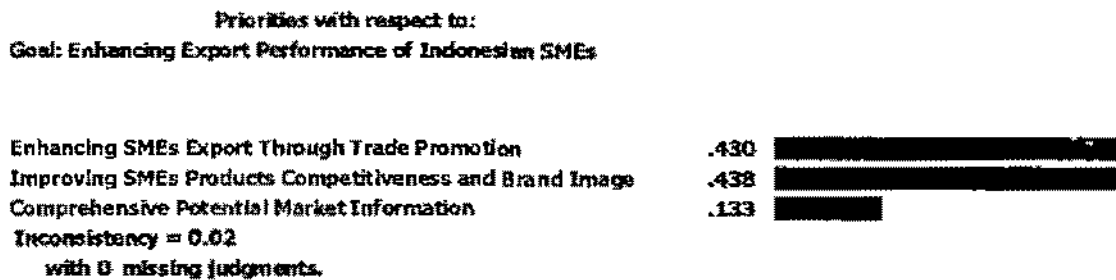 Priorities with respect to:
Goal: Enhancing Export Performance of Indonesian SMEs
Enhancing SMEs Export Through Trade Promotion .430
Improving SMEs Products Competitiveness and Brand Image .438
Comprehensive Potential Market Information .133
Inconsistency = 0.02
with 0 missing judgments.